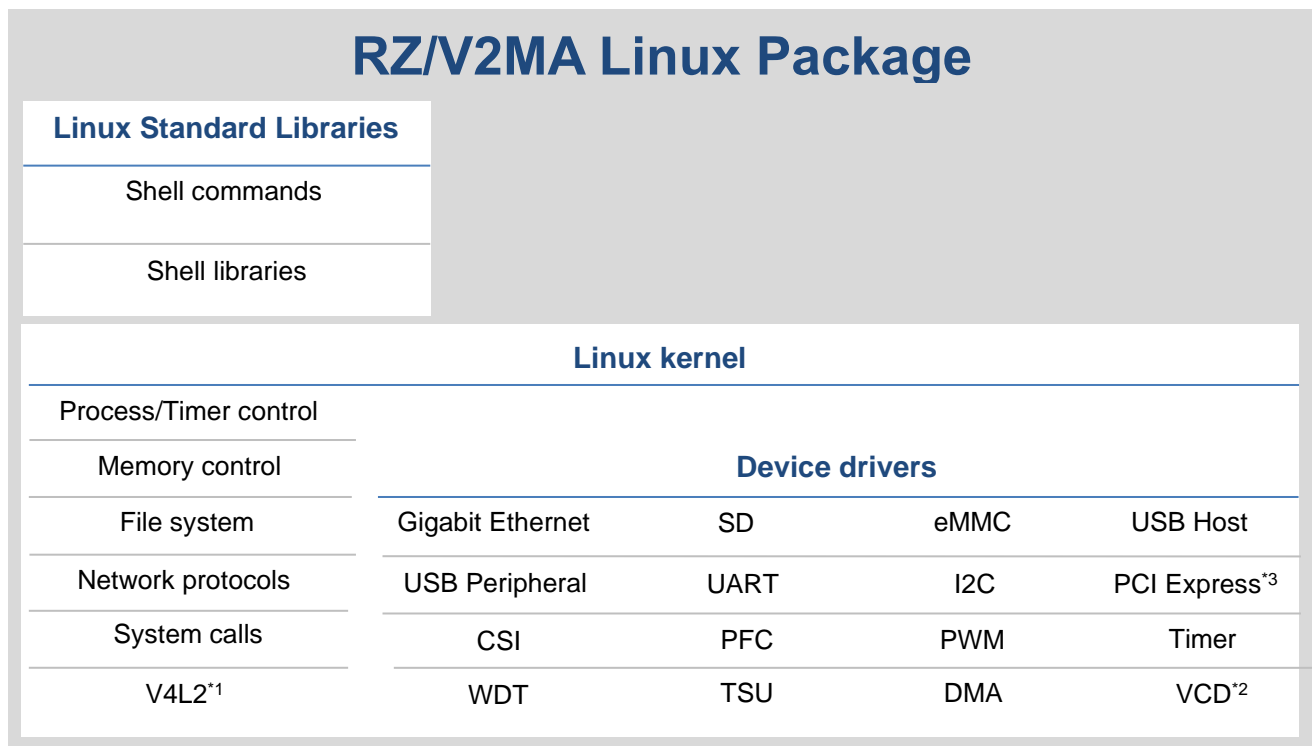 RZ/V2MA Linux Package
Linux Standard Libraries
Shell commands
Shell libraries
Linux kernel
Process/Timer control
Memory control
File system
Network protocols
System calls
V4L2*1
Device drivers
Gigabit Ethernet SD eMMC USB Host
USB Peripheral UART I2C PCI Express*3
CSI PFC PWM Timer
WDT TSU DMA VCD*2